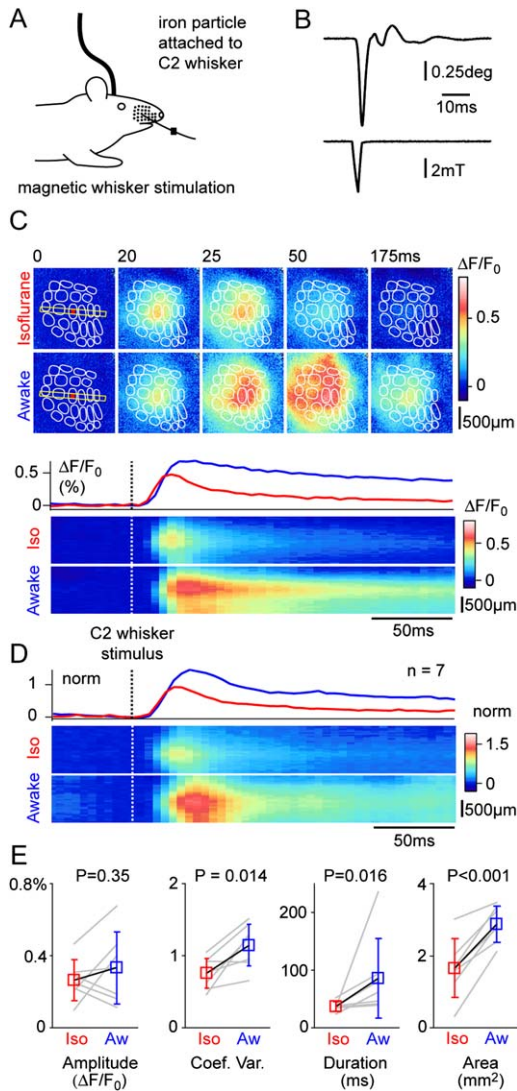 A
iron particle
attached to
C2 whisker
magnetic whisker stimulation
B
0.25deg
10ms
2mT
C
0 20 25 50 175ms
Isoflurane
Awake
ΔF/F0
0.5
0
500µm
0.5
0
ΔF/F0
(%)
Iso
Awake
ΔF/F0
0.5
0
500µm
50ms
C2 whisker
stimulus
D
norm
n = 7
1
0
Iso
Awake
norm
1.5
0
500µm
50ms
E
P=0.35
0.8%
0.4
0
Iso Aw
Amplitude
(ΔF/F0)
P = 0.014
2
1
0
Iso Aw
Coef. Var.
P=0.016
200
100
0
Iso Aw
Duration
(ms)
P<0.001
4
2
0
Iso Aw
Area
(mm²)